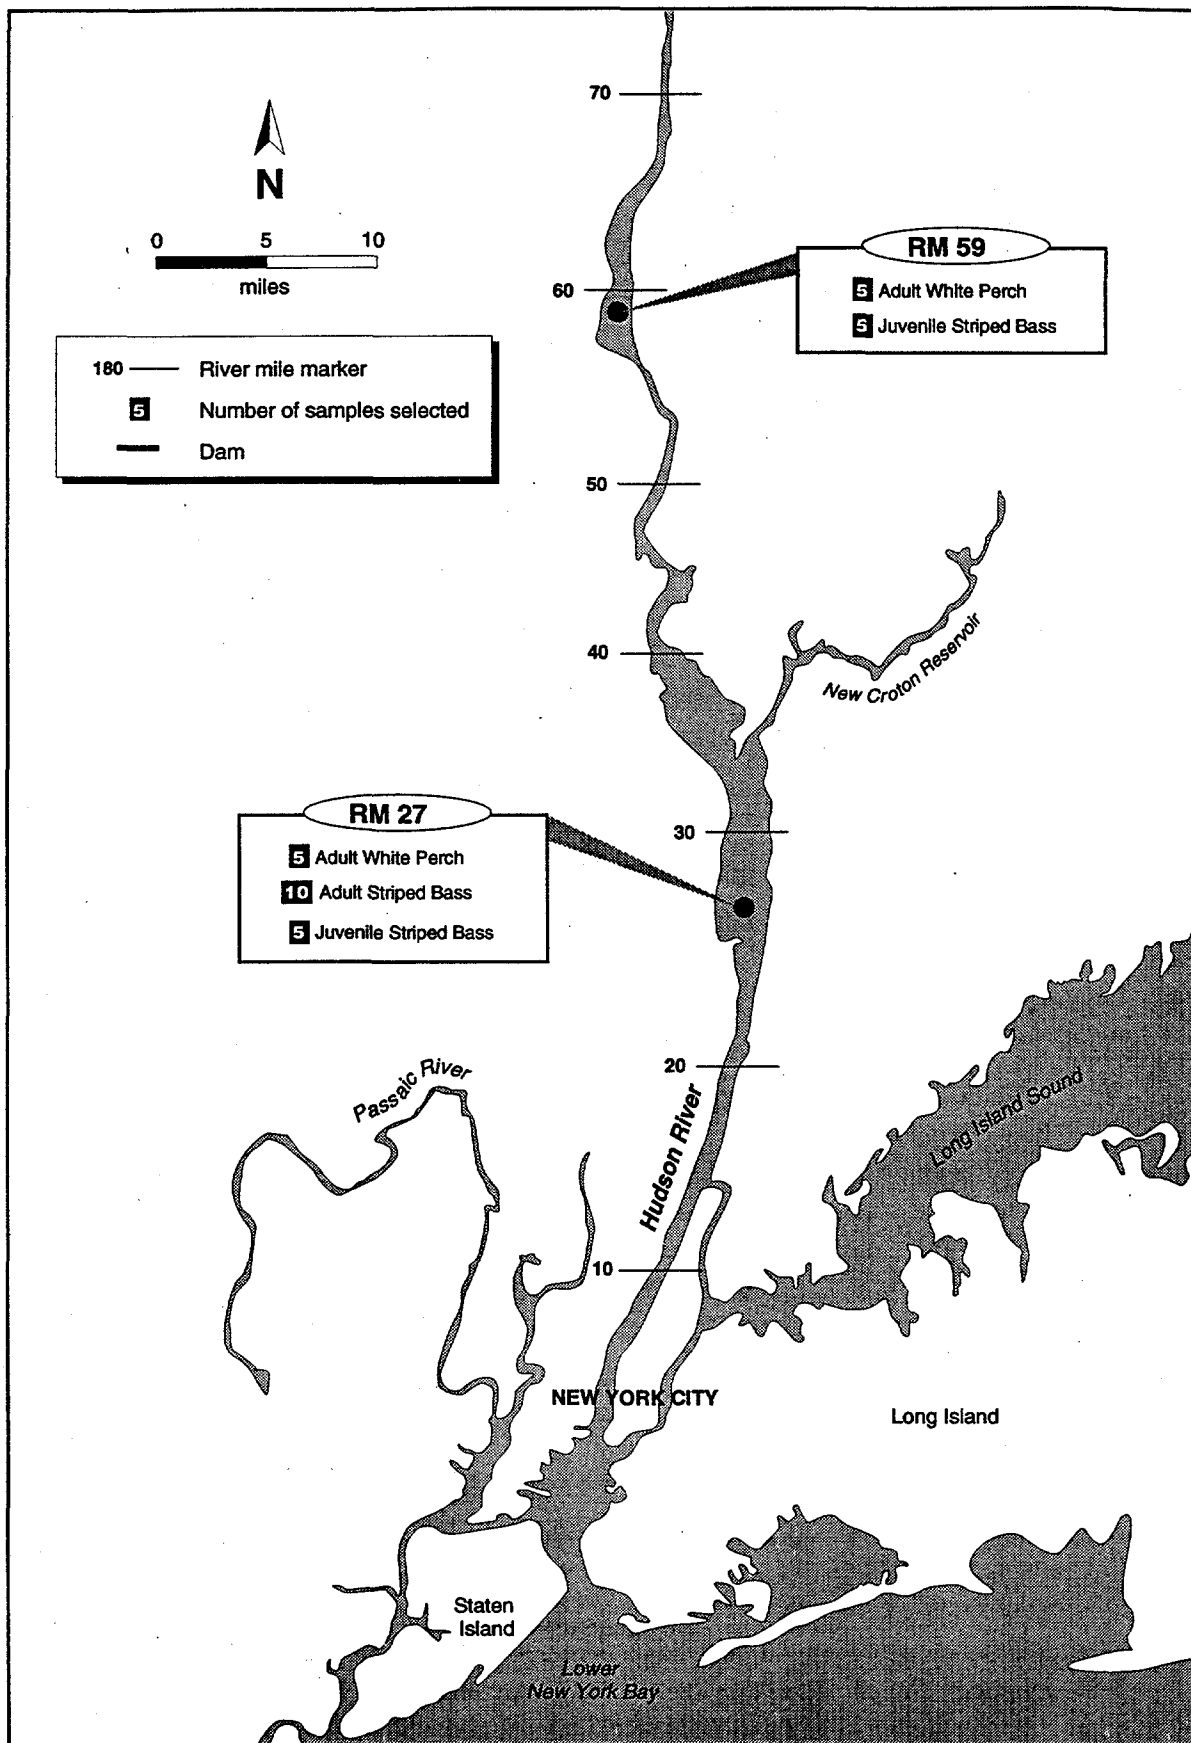 70
N
0 5 10
miles
RM 59
5 Adult White Perch
5 Juvenile Striped Bass
60
180 River mile marker
5 Number of samples selected
Dam
50
40
New Croton Reservoir
RM 27
5 Adult White Perch
10 Adult Striped Bass
5 Juvenile Striped Bass
30
20
Passaic River
Hudson River
Long Island Sound
10
NEW YORK CITY
Long Island
Staten
Island
Lower
New York Bay